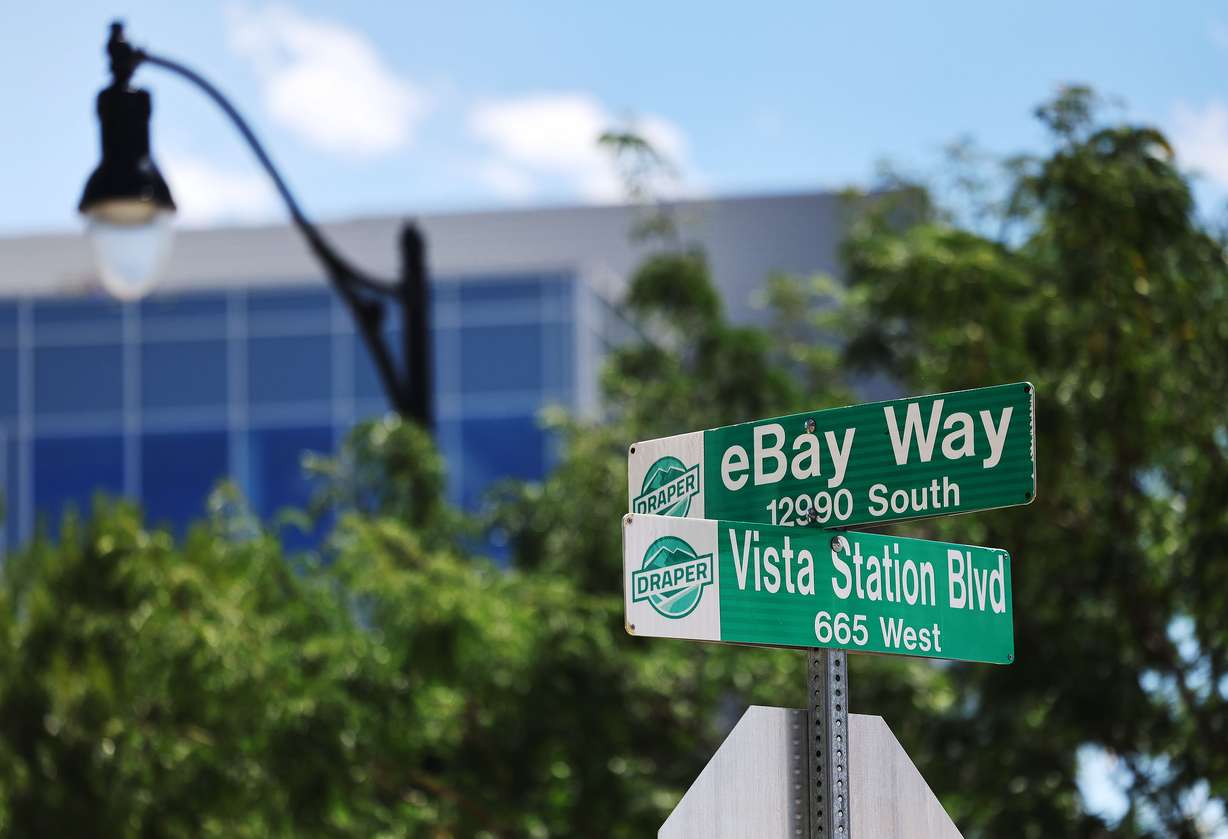 DRAPER
eBay Way
12990 South
DRAPER
Vista Station Blvd
665 West